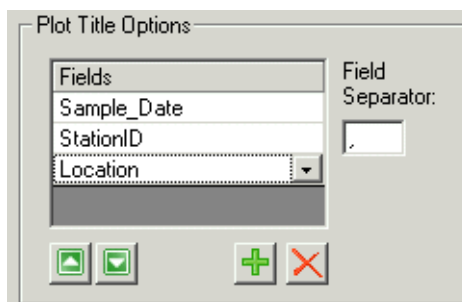 Plot Title Options
Fields
Sample_Date
StationID
Location
Field
Separator:
,